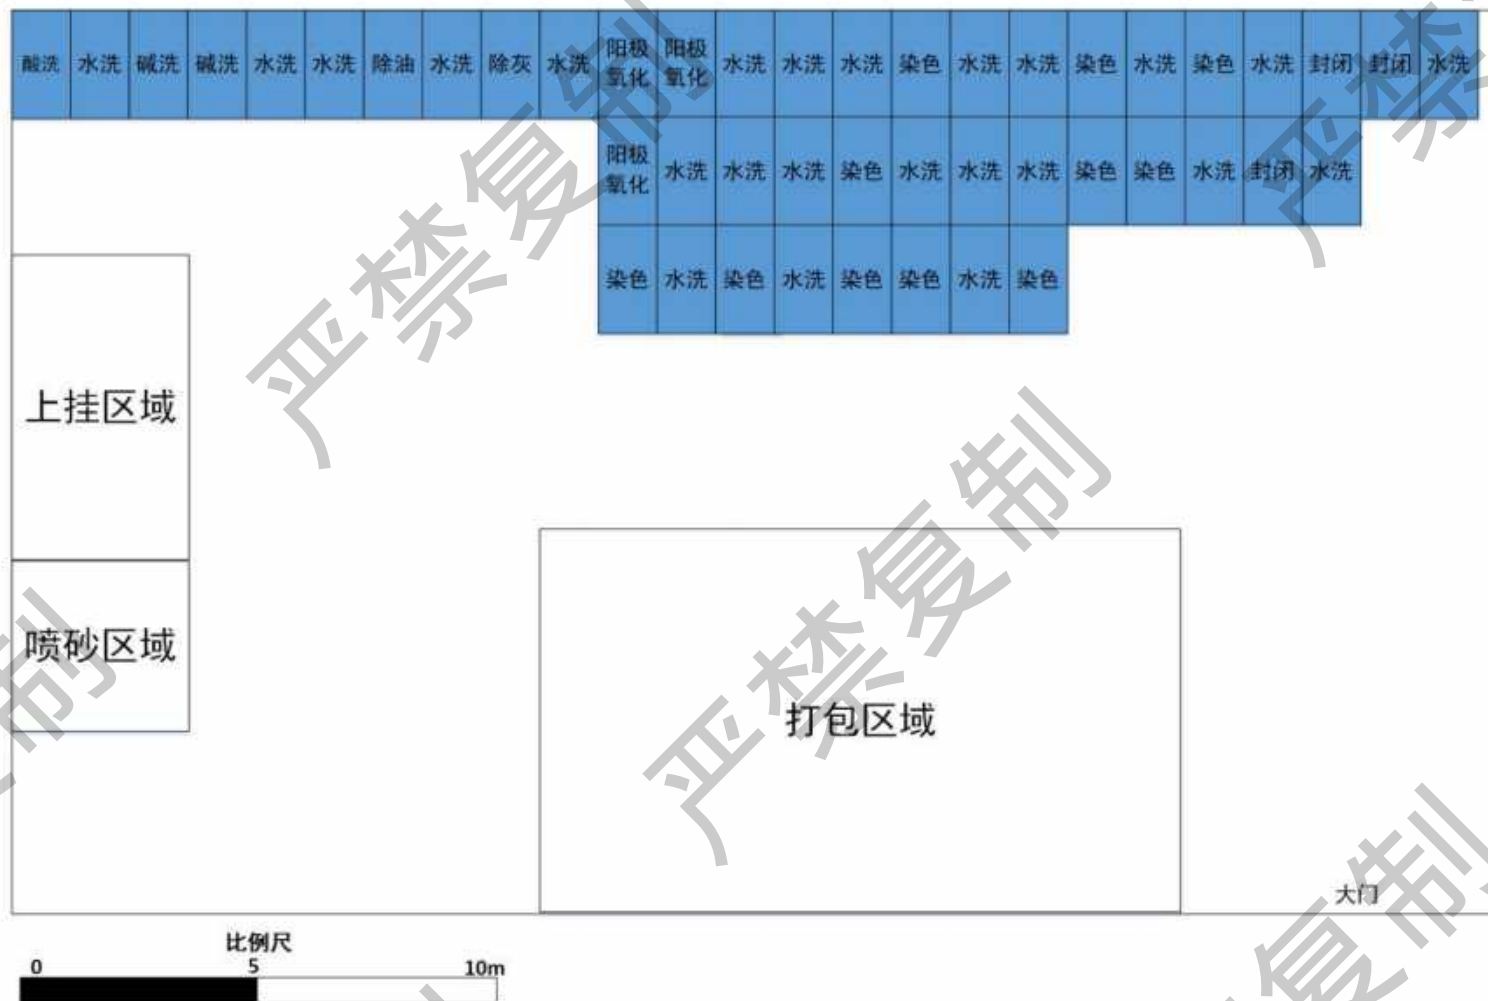 酸洗 水洗 碱洗 碱洗 水洗 水洗 除油 水洗 除灰 水洗 阳极氧化 阳极氧化 水洗 水洗 水洗 染色 水洗 水洗 染色 水洗 染色 水洗 封闭 封闭 水洗
阳极氧化 水洗 水洗 水洗 染色 水洗 水洗 水洗 染色 染色 水洗 封闭 水洗
染色 水洗 染色 水洗 染色 染色 水洗 染色
上挂区域
喷砂区域
打包区域
大门
比例尺
0 5 10m
严禁复制
严禁复制
严禁
制
复制